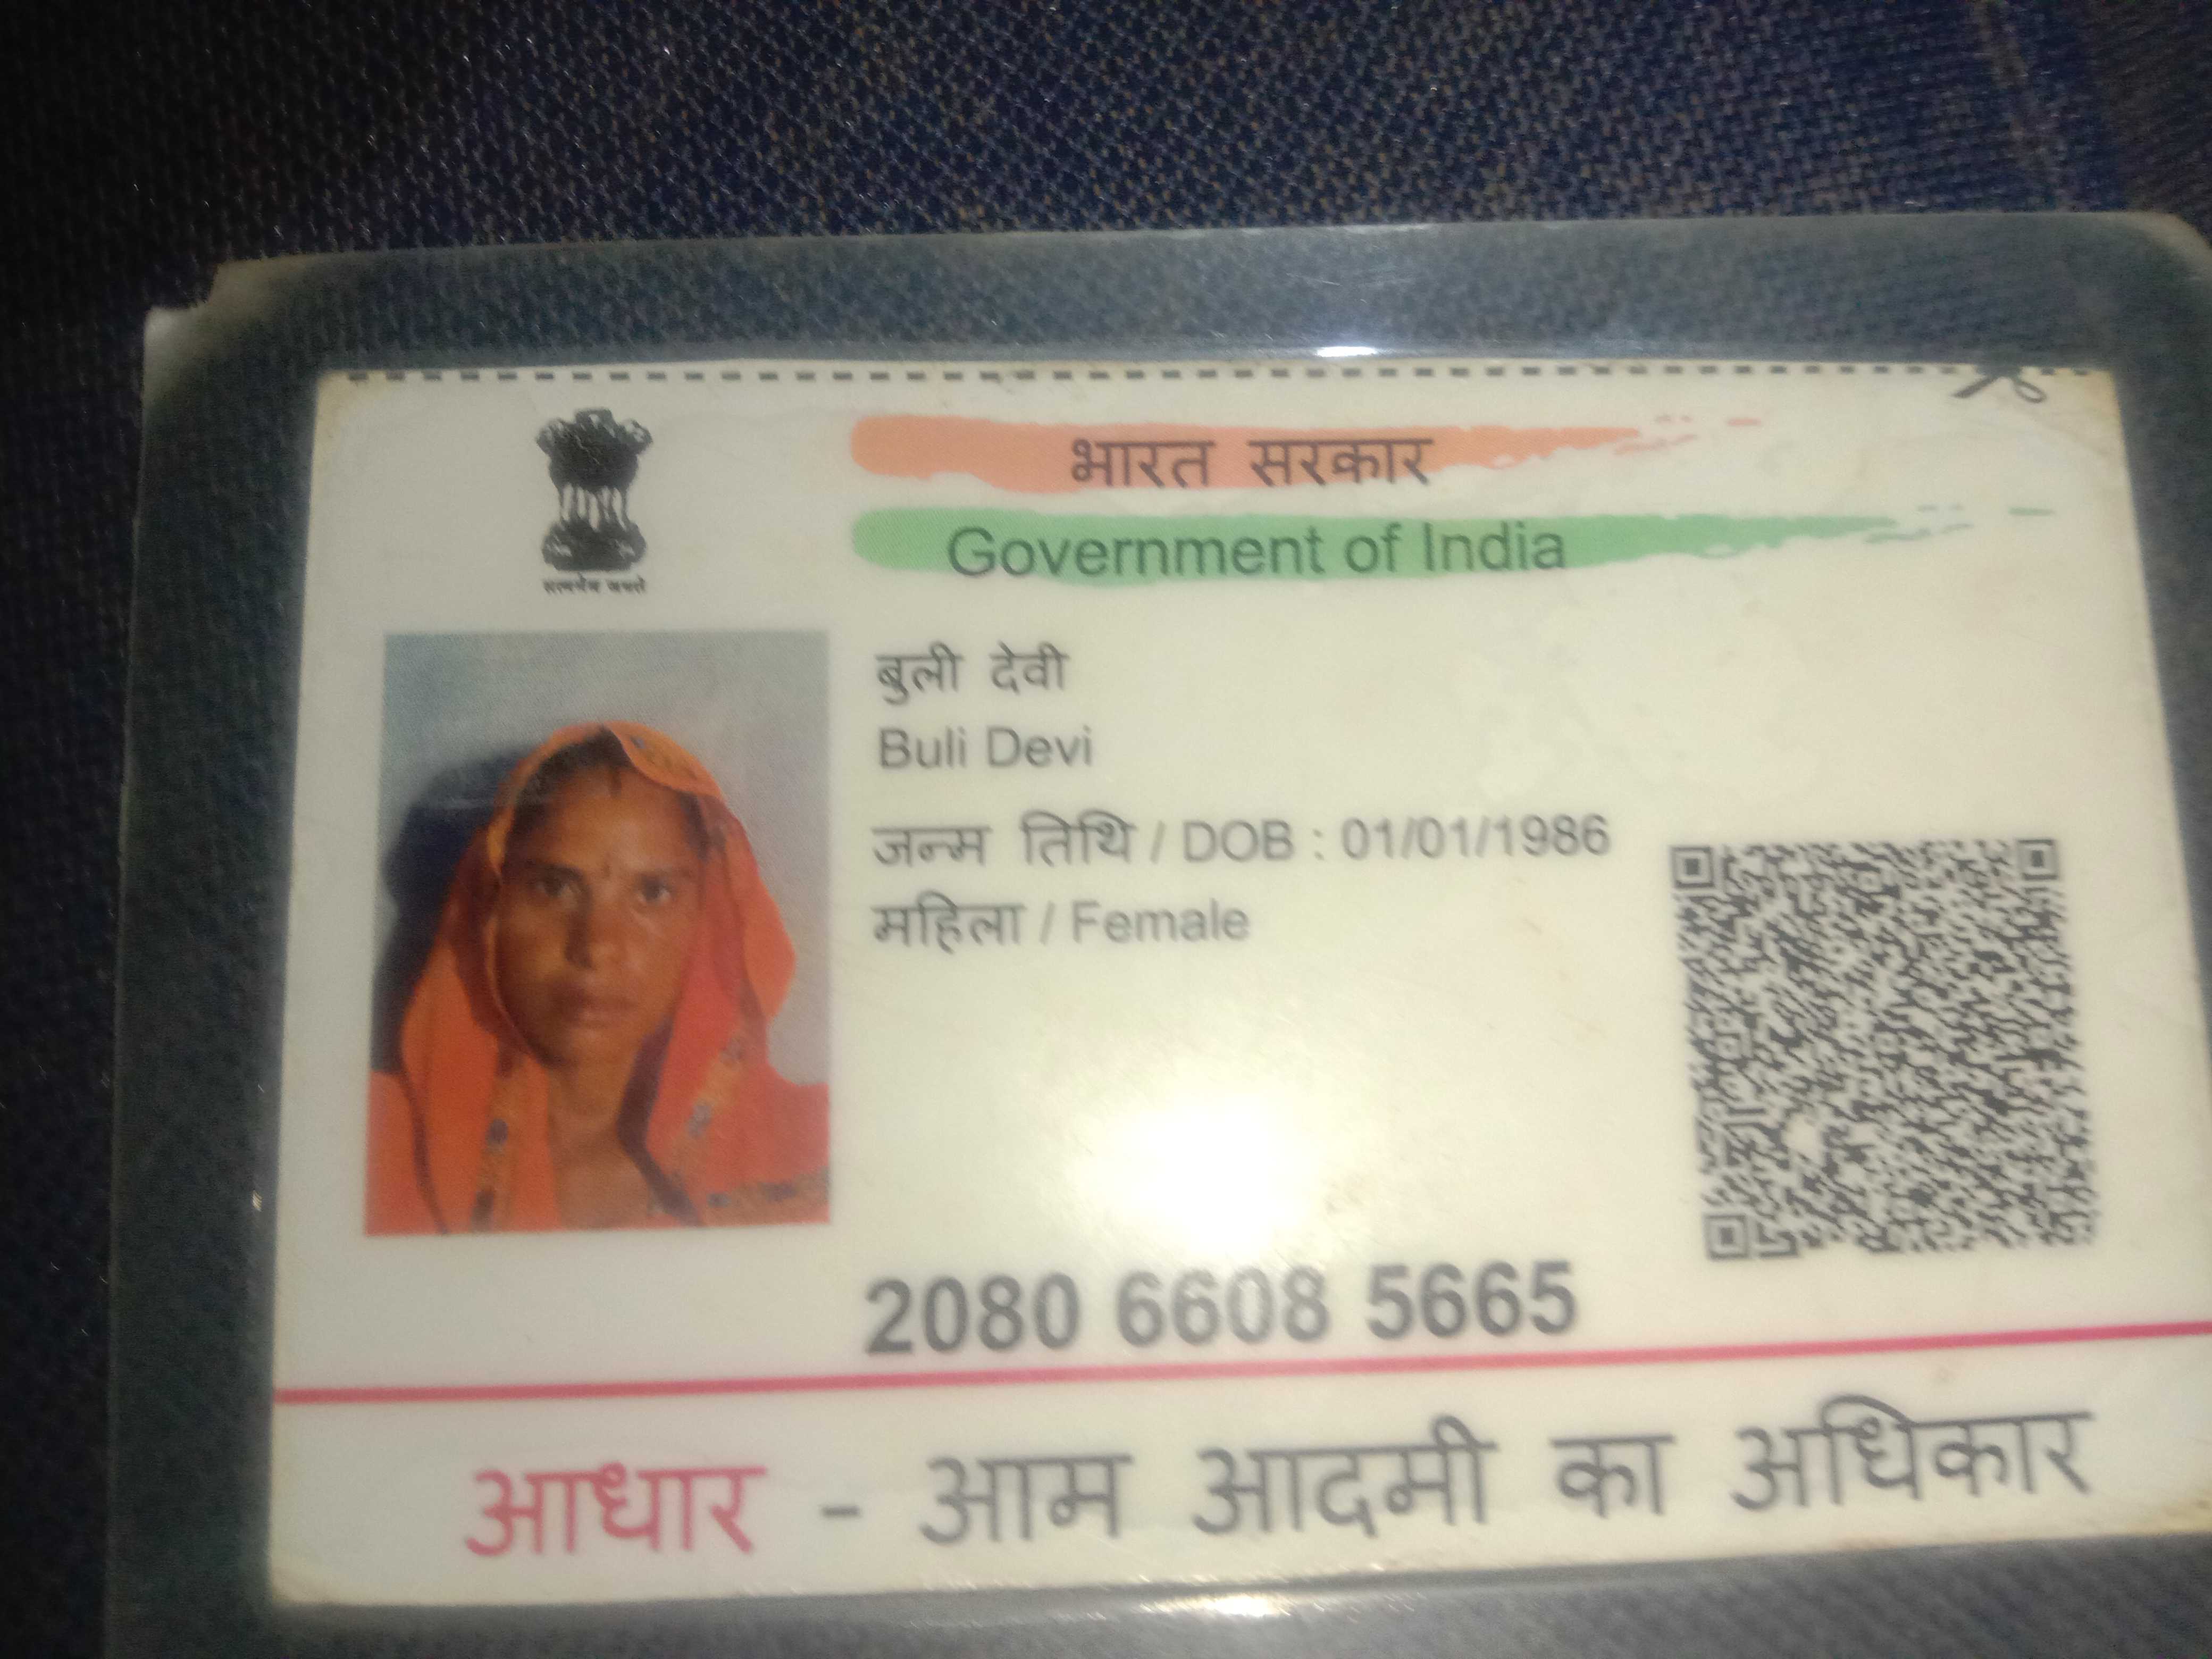 भारत सरकार
Government of India
सत्यमेव जयते
बुली देवी
Buli Devi
जन्म तिथि / DOB : 01/01/1986
महिला / Female
2080 6608 5665
आधार - आम आदमी का अधिकार